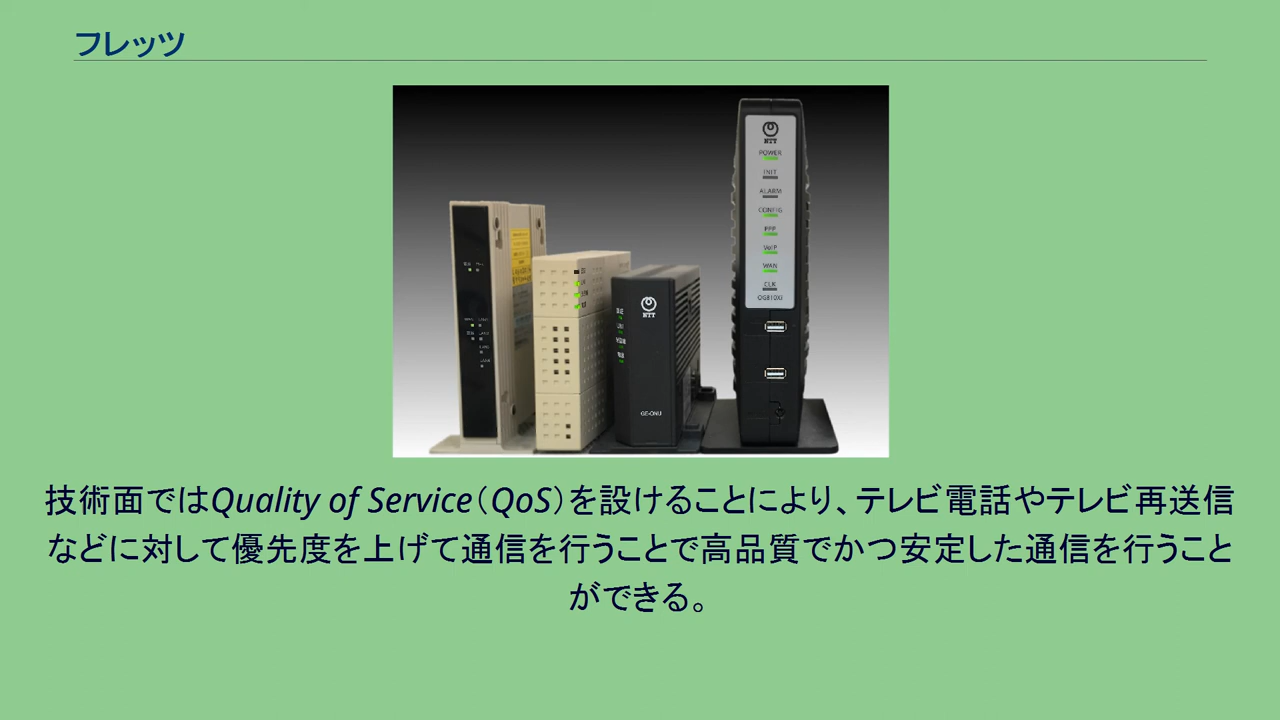 フレッツ
NTT
POWER
INIT
ALARM
CONFIG
PPP
VoIP
WAN
CLK
OG810Xi
NTT
GE-ONU
技術面ではQuality of Service（QoS）を設けることにより、テレビ電話やテレビ再送信
などに対して優先度を上げて通信を行うことで高品質でかつ安定した通信を行うこと
ができる。